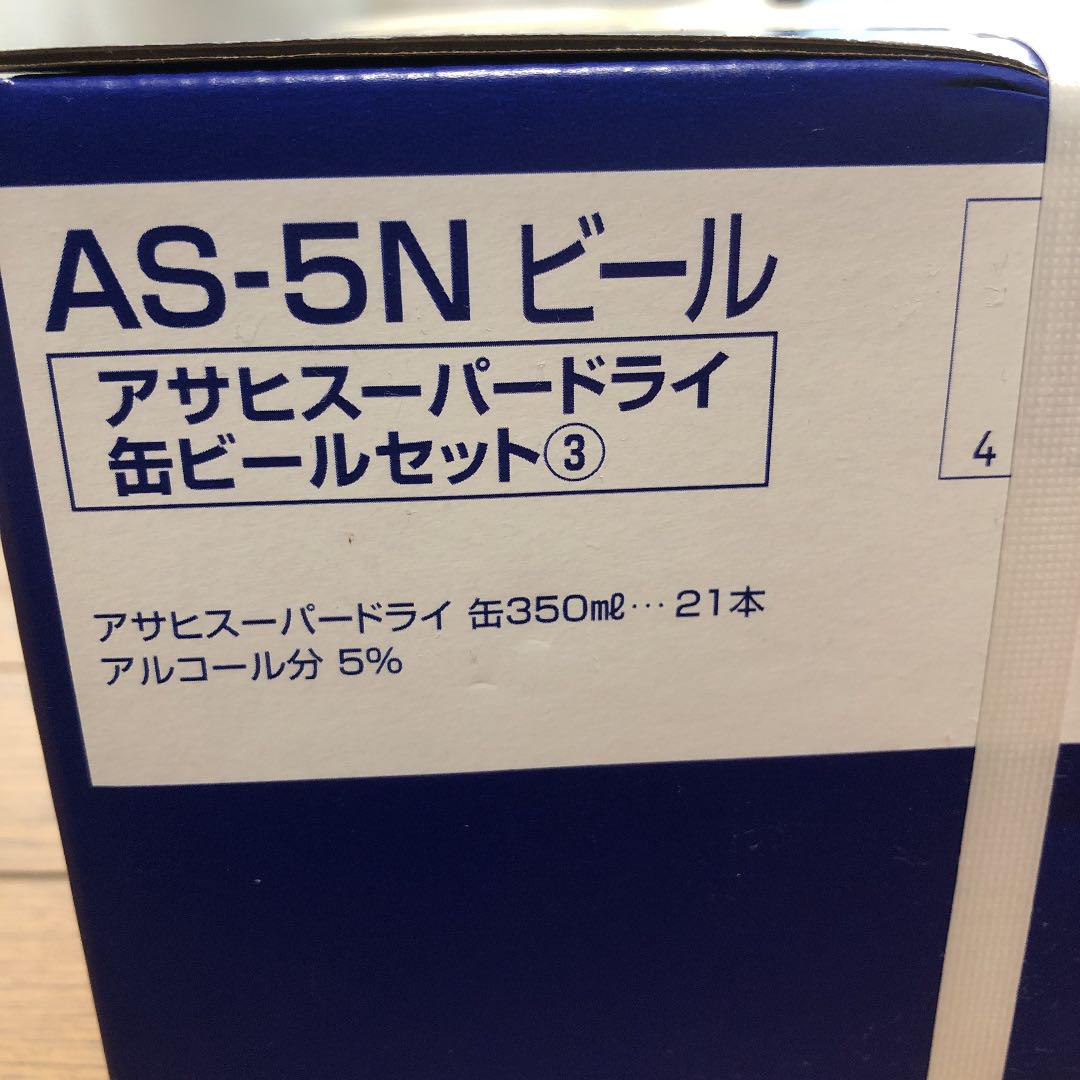 AS-5N ビール
アサヒスーパードライ
缶ビールセット③
アサヒスーパードライ 缶350㎖… 21本
アルコール分 5%
4